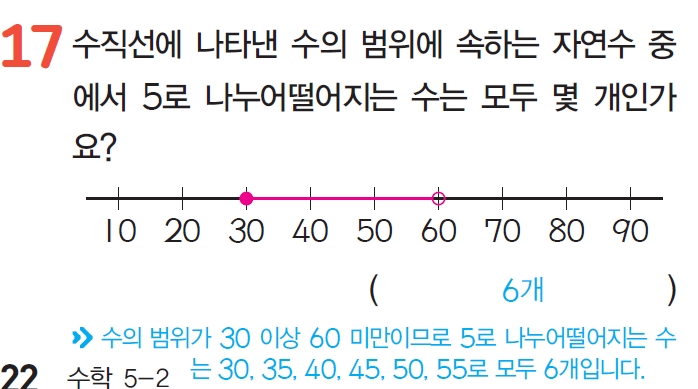 17 수직선에 나타낸 수의 범위에 속하는 자연수 중
에서 5로 나누어떨어지는 수는 모두 몇 개인가
요?
10 20 30 40 50 60 70 80 90
( 6개 )
» 수의 범위가 30 이상 60 미만이므로 5로 나누어떨어지는 수
는 30, 35, 40, 45, 50, 55로 모두 6개입니다.
22 수학 5-2